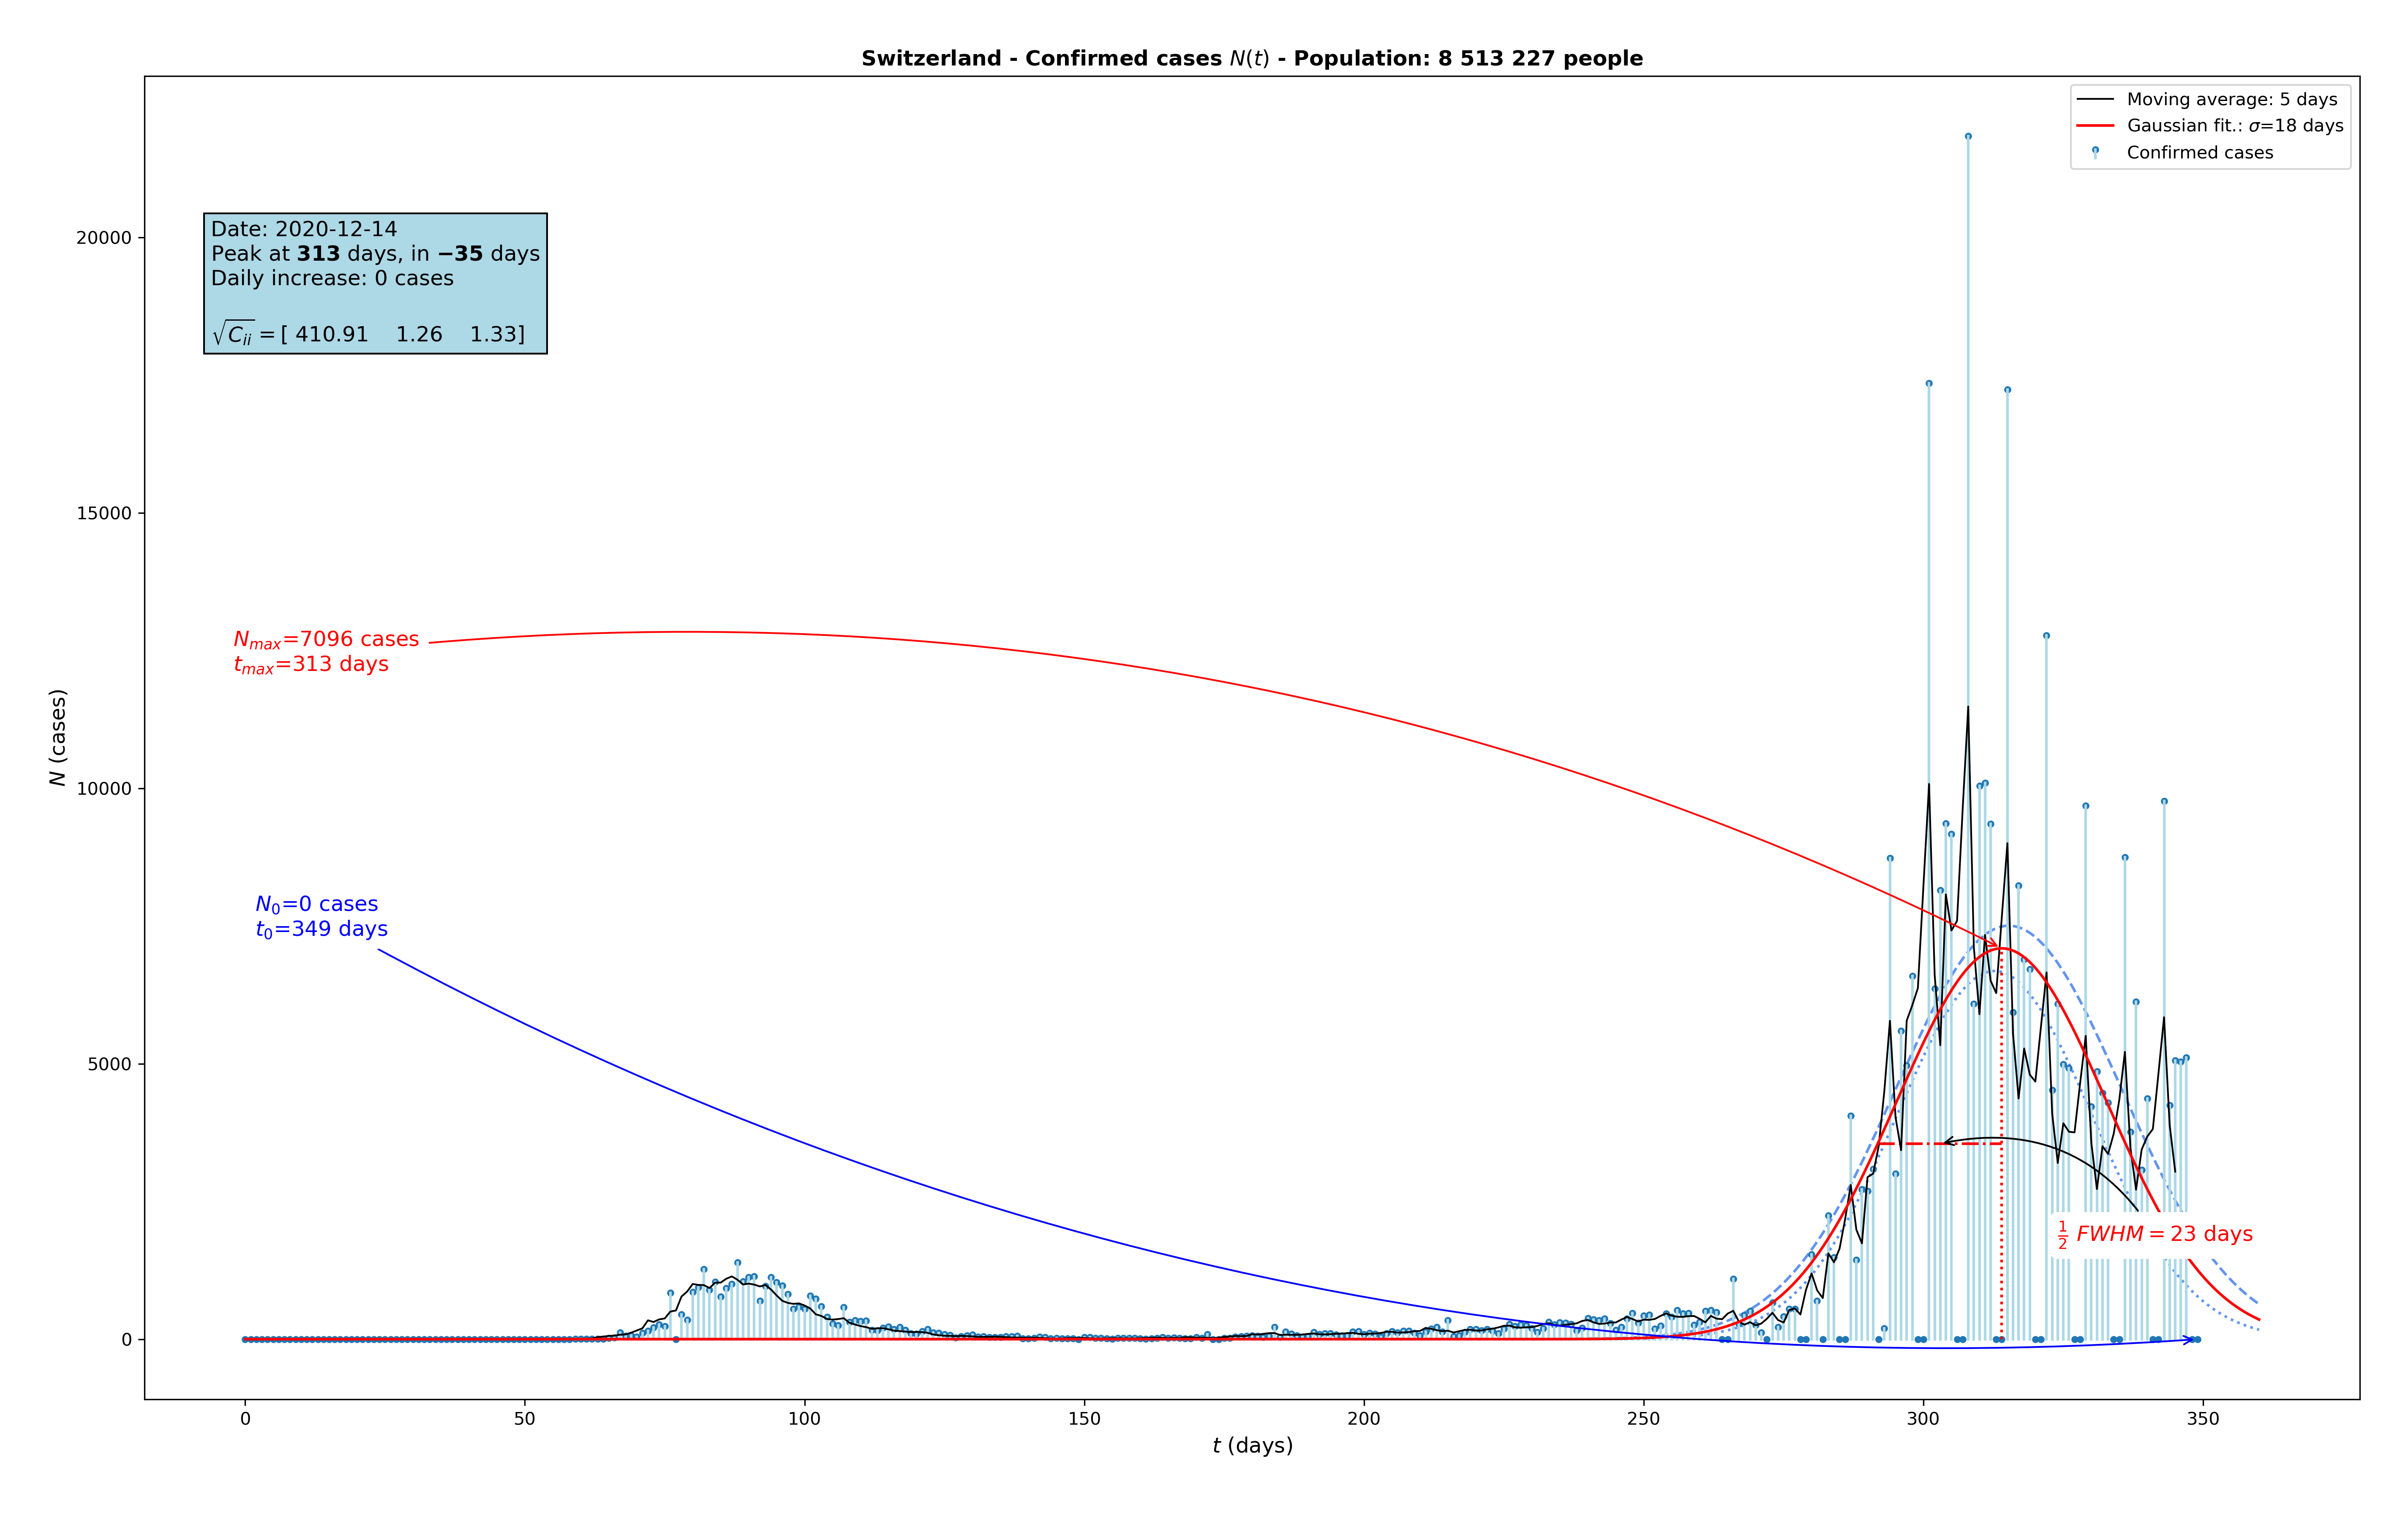 Switzerland - Confirmed cases N(t) - Population: 8 513 227 people
Moving average: 5 days
Gaussian fit.: σ=18 days
Confirmed cases
Date: 2020-12-14
Peak at 313 days, in −35 days
Daily increase: 0 cases
√C_ii = [ 410.91 1.26 1.33]
N_max=7096 cases
t_max=313 days
N_0=0 cases
t_0=349 days
½ FWHM = 23 days
N (cases)
20000
15000
10000
5000
0
0 50 100 150 200 250 300 350
t (days)